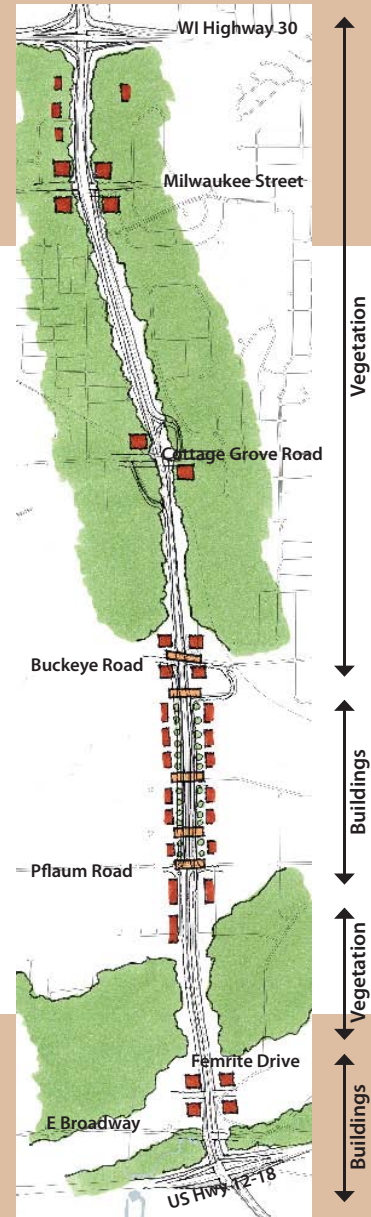 WI Highway 30
Milwaukee Street
Vegetation
Cottage Grove Road
Buckeye Road
Buildings
Pflaum Road
Vegetation
Femrite Drive
E Broadway
Buildings
US Hwy 12-18